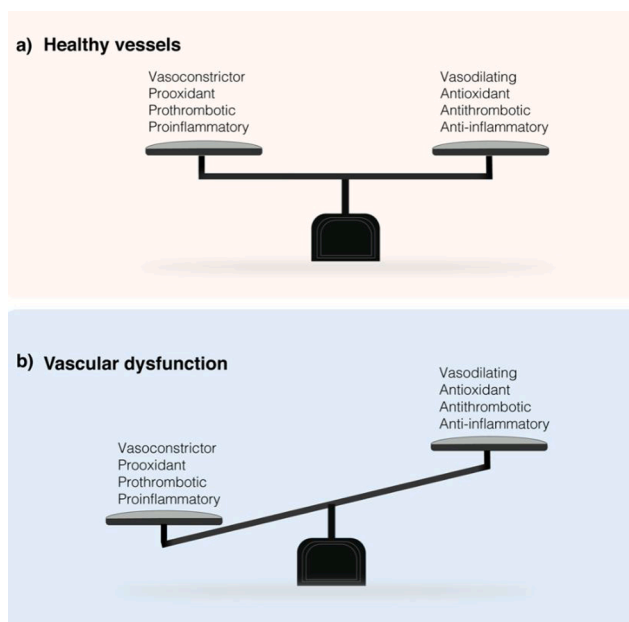 a) Healthy vessels
Vasoconstrictor
Prooxidant
Prothrombotic
Proinflammatory
Vasodilating
Antioxidant
Antithrombotic
Anti-inflammatory
b) Vascular dysfunction
Vasodilating
Antioxidant
Antithrombotic
Anti-inflammatory
Vasoconstrictor
Prooxidant
Prothrombotic
Proinflammatory